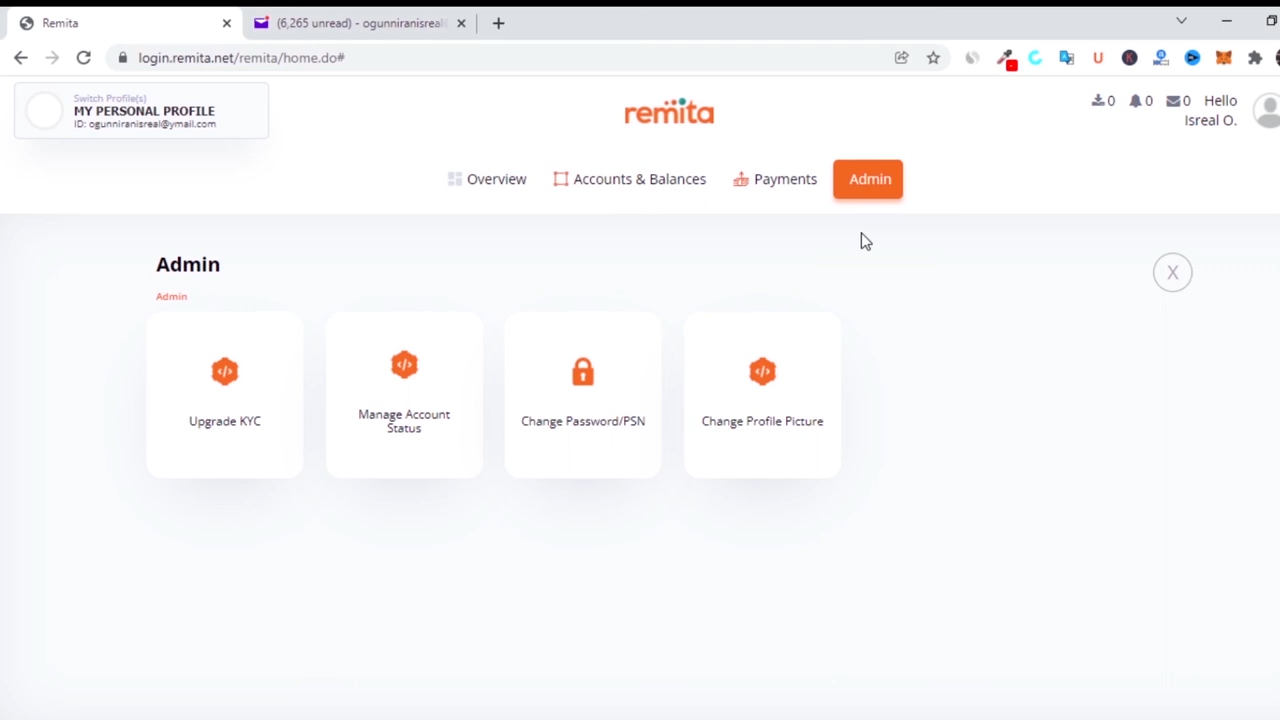 Remita
(6,265 unread) - ogunniranisreal
login.remita.net/remita/home.do#
Switch Profile(s)
MY PERSONAL PROFILE
ID: ogunniranisreal@ymail.com
remita
0 0 0 Hello
Isreal O.
Overview Accounts & Balances Payments Admin
Admin
X
Admin
Upgrade KYC
Manage Account
Status
Change Password/PSN
Change Profile Picture